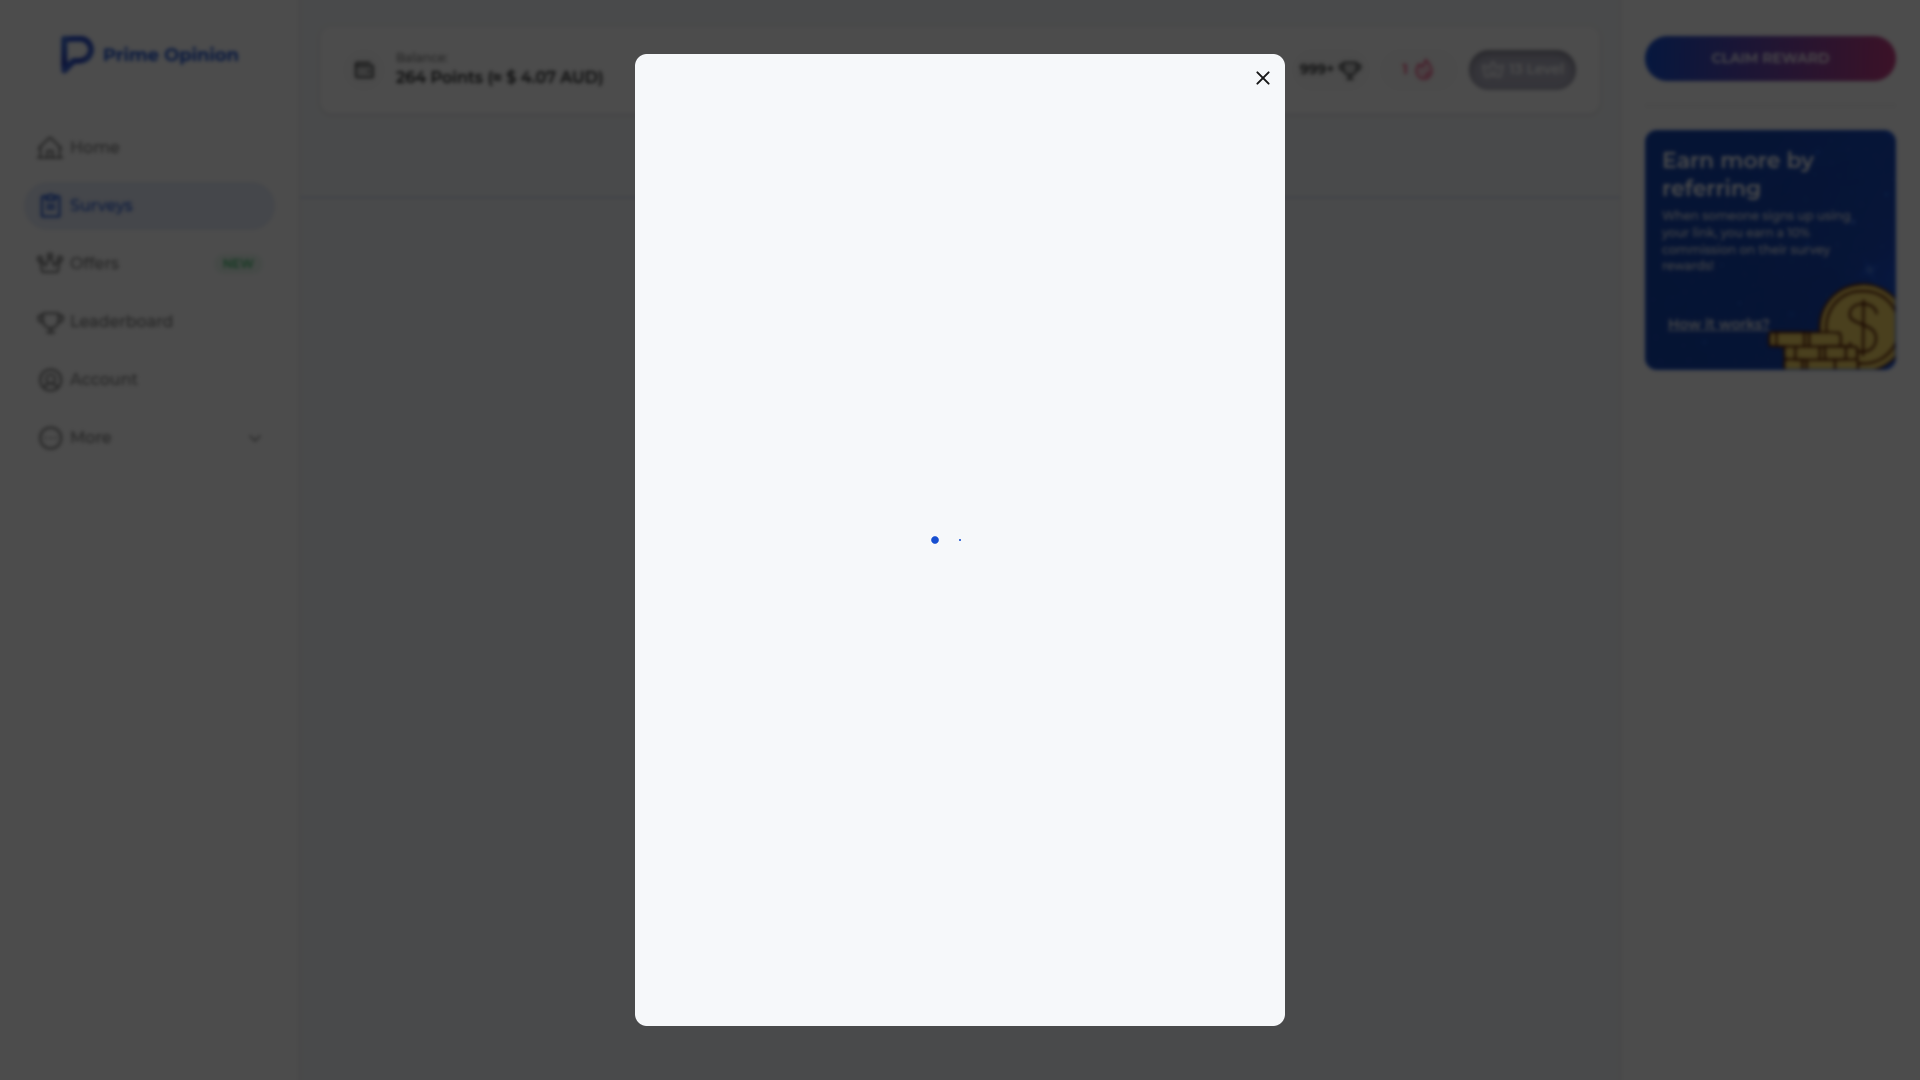 Prime Opinion
Home
Surveys
Offers
NEW
Leaderboard
Account
More
Balance:
264 Points (≈ $ 4.07 AUD)
999+
1
13 Level
CLAIM REWARD
Earn more by
referring
When someone signs up using
your link, you earn a 10%
commission on their survey
rewards!
How it works?